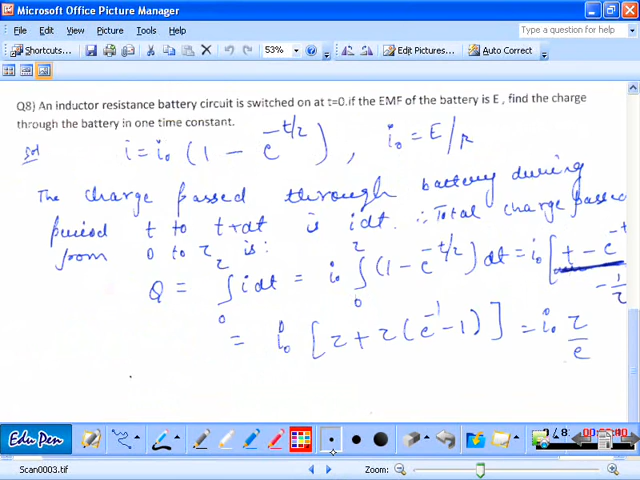 Microsoft Office Picture Manager
File Edit View Picture Tools Help
Type a question for help
Shortcuts... 53% Edit Pictures... Auto Correct
Q8) An inductor resistance battery circuit is switched on at t=0.if the EMF of the battery is E , find the charge
through the battery in one time constant.
Sol i = i₀ (1 - e^-t/τ) , i₀ = E/R
The charge passed through battery during
period t to t+dt is idt. ∴ Total charge passed
from 0 to τ is:
Q = ∫₀^τ idt = i₀ ∫₀^τ (1 - e^-t/τ) dt = i₀ [t - e^-t / -1/τ
= i₀ [τ + τ(e^-1 - 1)] = i₀ τ/e
Edu Pen
Scan0003.tif Zoom: